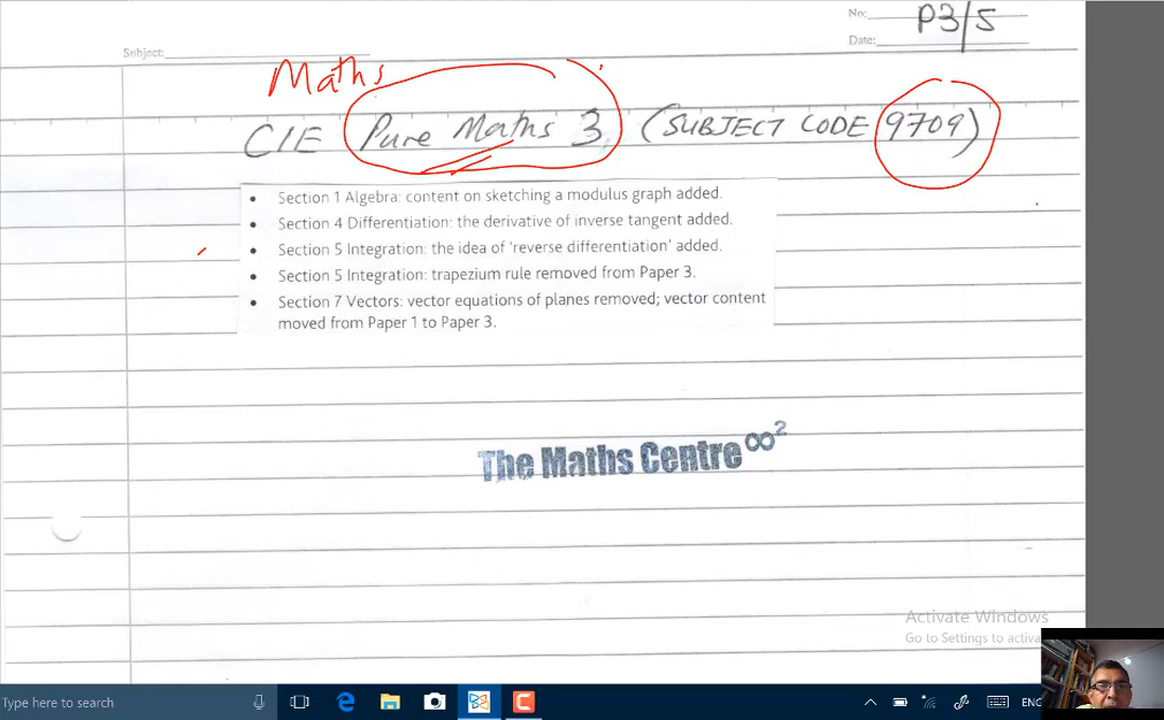 No: P3/5
Subject:
Date:
Maths
CIE Pure Maths 3 (SUBJECT CODE 9709)
• Section 1 Algebra: content on sketching a modulus graph added.
• Section 4 Differentiation: the derivative of inverse tangent added.
• Section 5 Integration: the idea of 'reverse differentiation' added.
• Section 5 Integration: trapezium rule removed from Paper 3.
• Section 7 Vectors: vector equations of planes removed; vector content
moved from Paper 1 to Paper 3.
The Maths Centre ∞²
Activate Windows
Go to Settings to activa
Type here to search
ENG